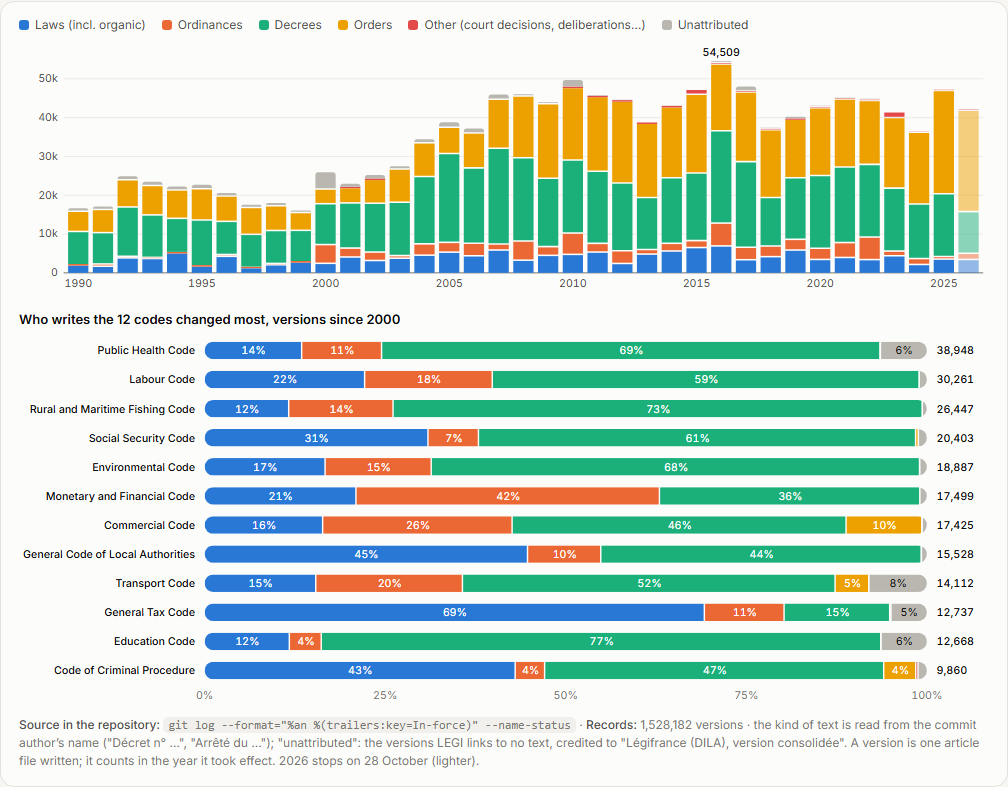 Laws (incl. organic) Ordinances Decrees Orders Other (court decisions, deliberations...) Unattributed
54,509
50k
40k
30k
20k
10k
0
1990 1995 2000 2005 2010 2015 2020 2025
Who writes the 12 codes changed most, versions since 2000
Public Health Code 14% 11% 69% 6% 38,948
Labour Code 22% 18% 59% 30,261
Rural and Maritime Fishing Code 12% 14% 73% 26,447
Social Security Code 31% 7% 61% 20,403
Environmental Code 17% 15% 68% 18,887
Monetary and Financial Code 21% 42% 36% 17,499
Commercial Code 16% 26% 46% 10% 17,425
General Code of Local Authorities 45% 10% 44% 15,528
Transport Code 15% 20% 52% 5% 8% 14,112
General Tax Code 69% 11% 15% 5% 12,737
Education Code 12% 4% 77% 6% 12,668
Code of Criminal Procedure 43% 4% 47% 4% 9,860
0% 25% 50% 75% 100%
Source in the repository: git log --format="%an %(trailers:key=In-force)" --name-status · Records: 1,528,182 versions · the kind of text is read from the commit
author's name ("Décret n° ...", "Arrêté du ..."); "unattributed": the versions LEGI links to no text, credited to "Légifrance (DILA), version consolidée". A version is one article
file written; it counts in the year it took effect. 2026 stops on 28 October (lighter).